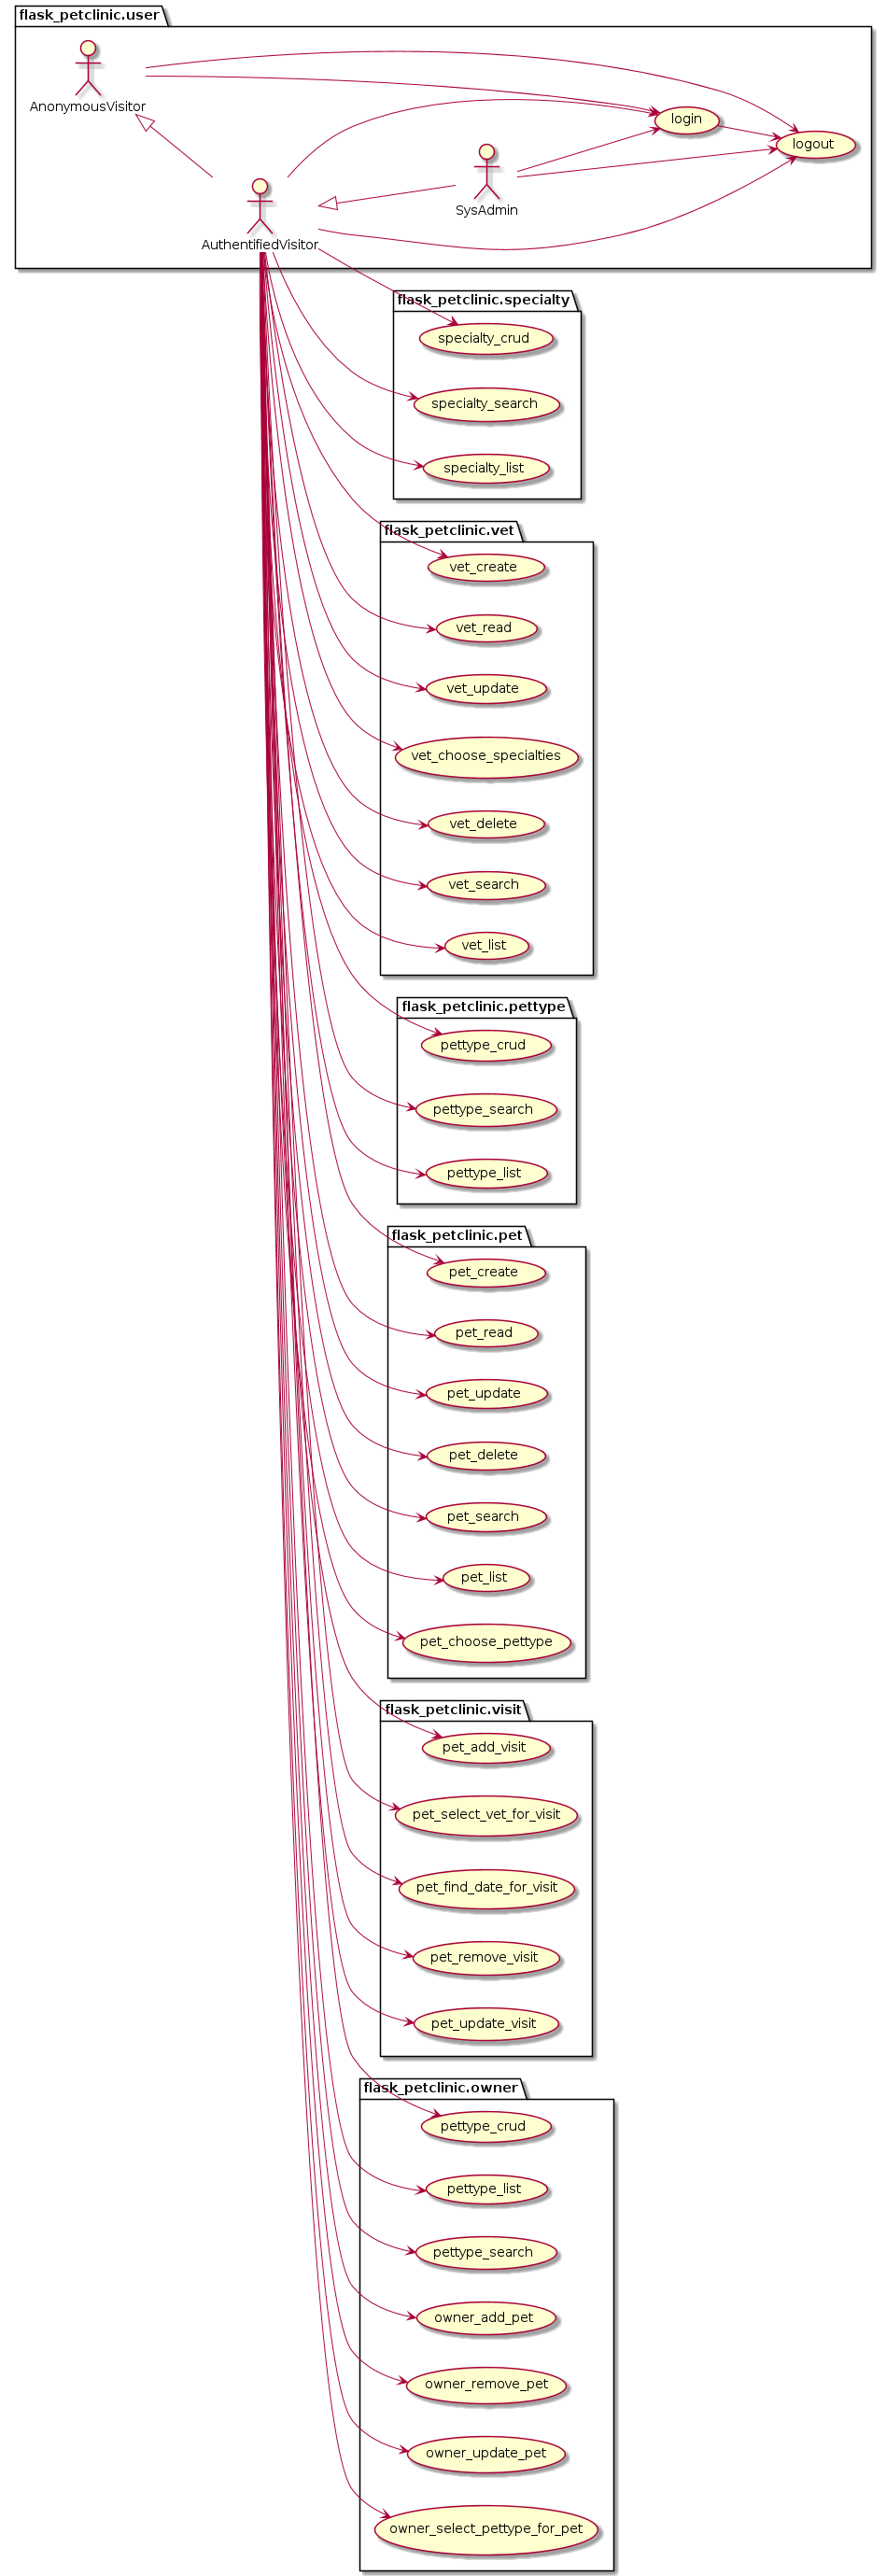 flask_petclinic.user
AnonymousVisitor
login
logout
SysAdmin
AuthentifiedVisitor
flask_petclinic.specialty
specialty_crud
specialty_search
specialty_list
flask_petclinic.vet
vet_create
vet_read
vet_update
vet_choose_specialties
vet_delete
vet_search
vet_list
flask_petclinic.pettype
pettype_crud
pettype_search
pettype_list
flask_petclinic.pet
pet_create
pet_read
pet_update
pet_delete
pet_search
pet_list
pet_choose_pettype
flask_petclinic.visit
pet_add_visit
pet_select_vet_for_visit
pet_find_date_for_visit
pet_remove_visit
pet_update_visit
flask_petclinic.owner
pettype_crud
pettype_list
pettype_search
owner_add_pet
owner_remove_pet
owner_update_pet
owner_select_pettype_for_pet